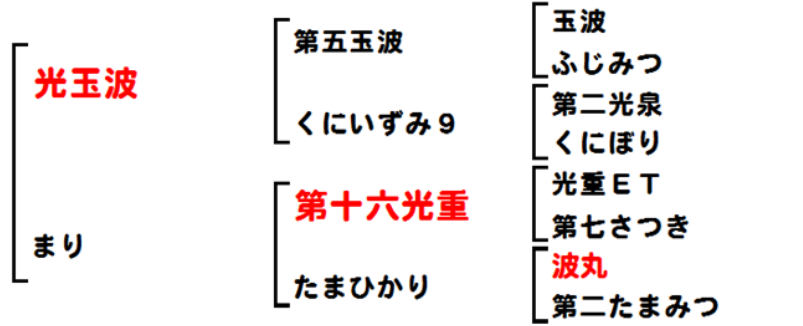 光玉波
まり
第五玉波
くにいずみ９
第十六光重
たまひかり
玉波
ふじみつ
第二光泉
くにぼり
光重ＥＴ
第七さつき
波丸
第二たまみつ